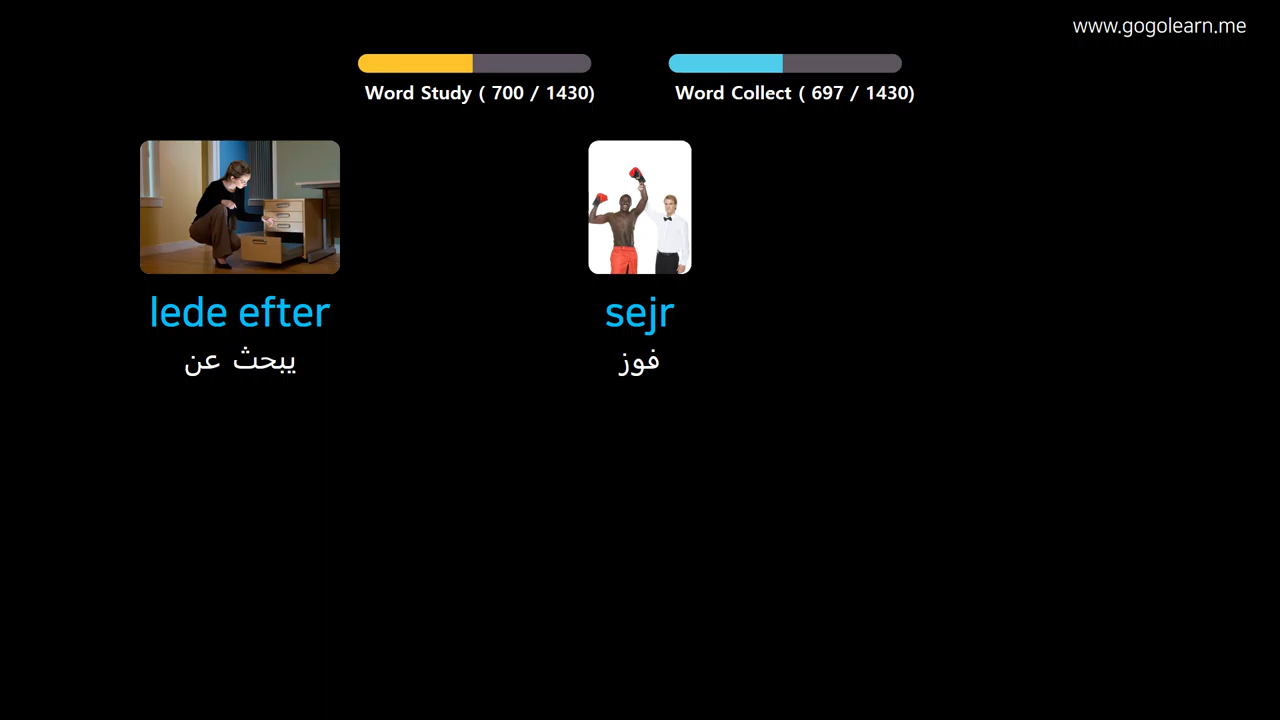 www.gogolearn.me
Word Study ( 700 / 1430)
Word Collect ( 697 / 1430)
lede efter
يبحث عن
sejr
فوز